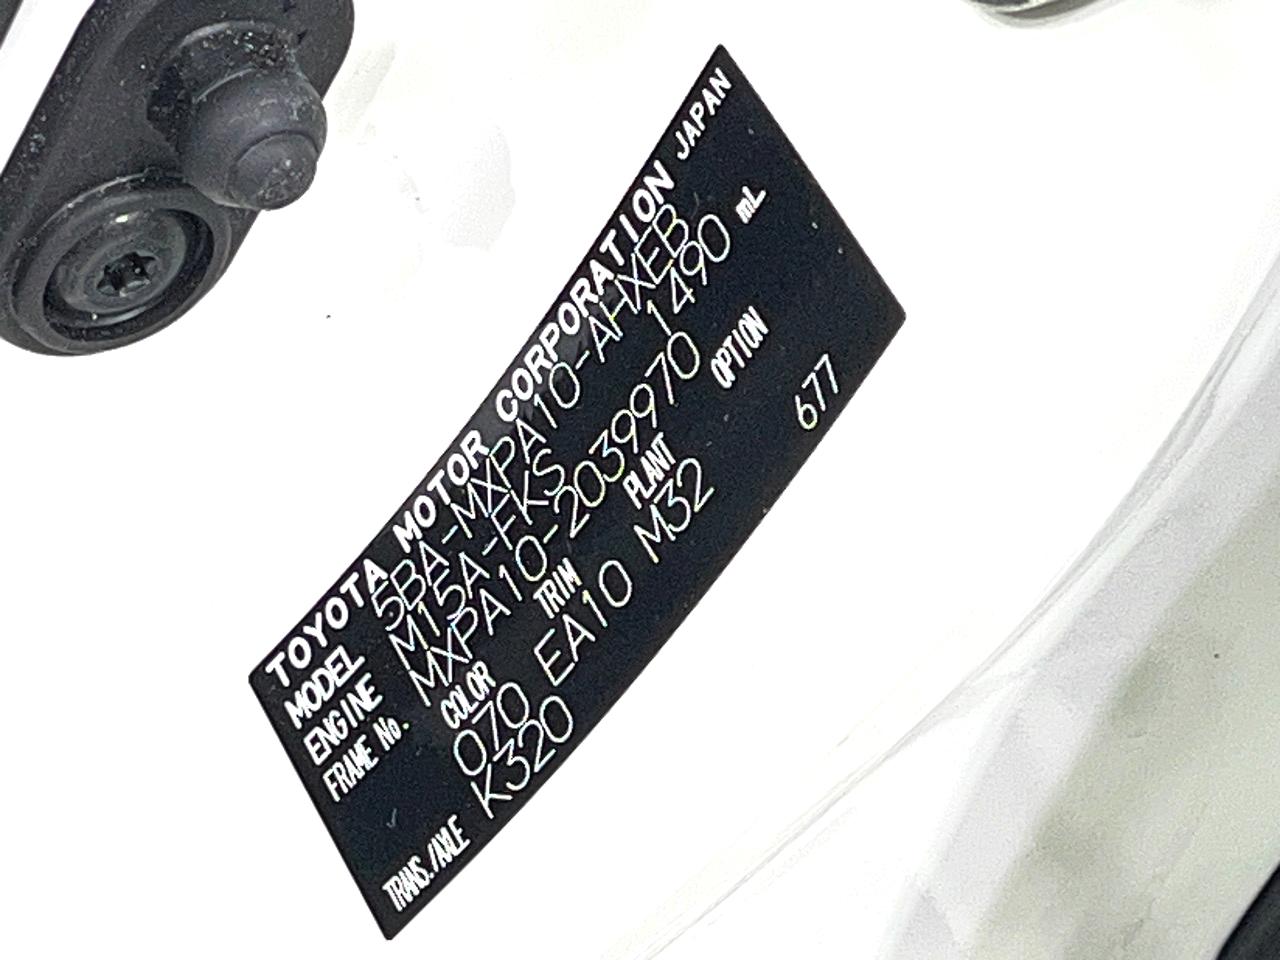 TOYOTA MOTOR CORPORATION JAPAN
MODEL 5BA-MXPA10-AHXEB
ENGINE M15A-FKS 1490 mL
FRAME No. MXPA10-2039970
COLOR TRIM PLANT OPTION
070 EA10 M32 677
TRANS./AXLE K320